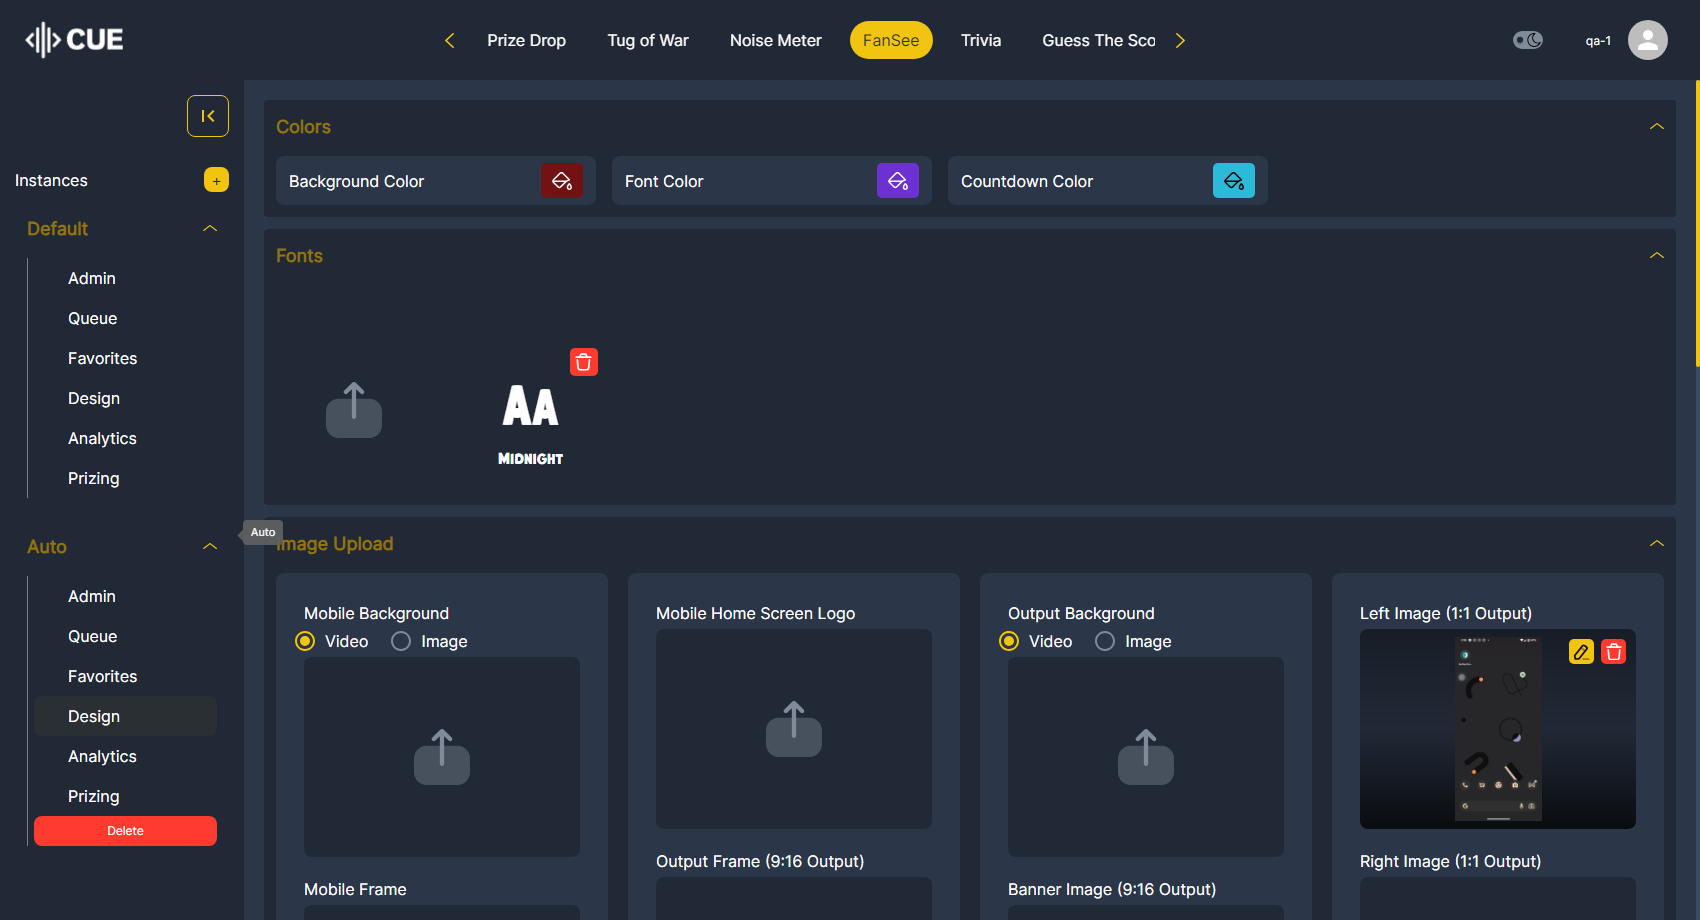 CUE
Prize Drop
Tug of War
Noise Meter
FanSee
Trivia
Guess The Sco
qa-1
Instances
+
Default
Admin
Queue
Favorites
Design
Analytics
Prizing
Auto
Admin
Queue
Favorites
Design
Analytics
Prizing
Delete
Auto
Colors
Background Color
Font Color
Countdown Color
Fonts
AA
MIDNIGHT
Image Upload
Mobile Background
Video
Image
Mobile Frame
Mobile Home Screen Logo
Output Frame (9:16 Output)
Output Background
Video
Image
Banner Image (9:16 Output)
Left Image (1:1 Output)
Right Image (1:1 Output)